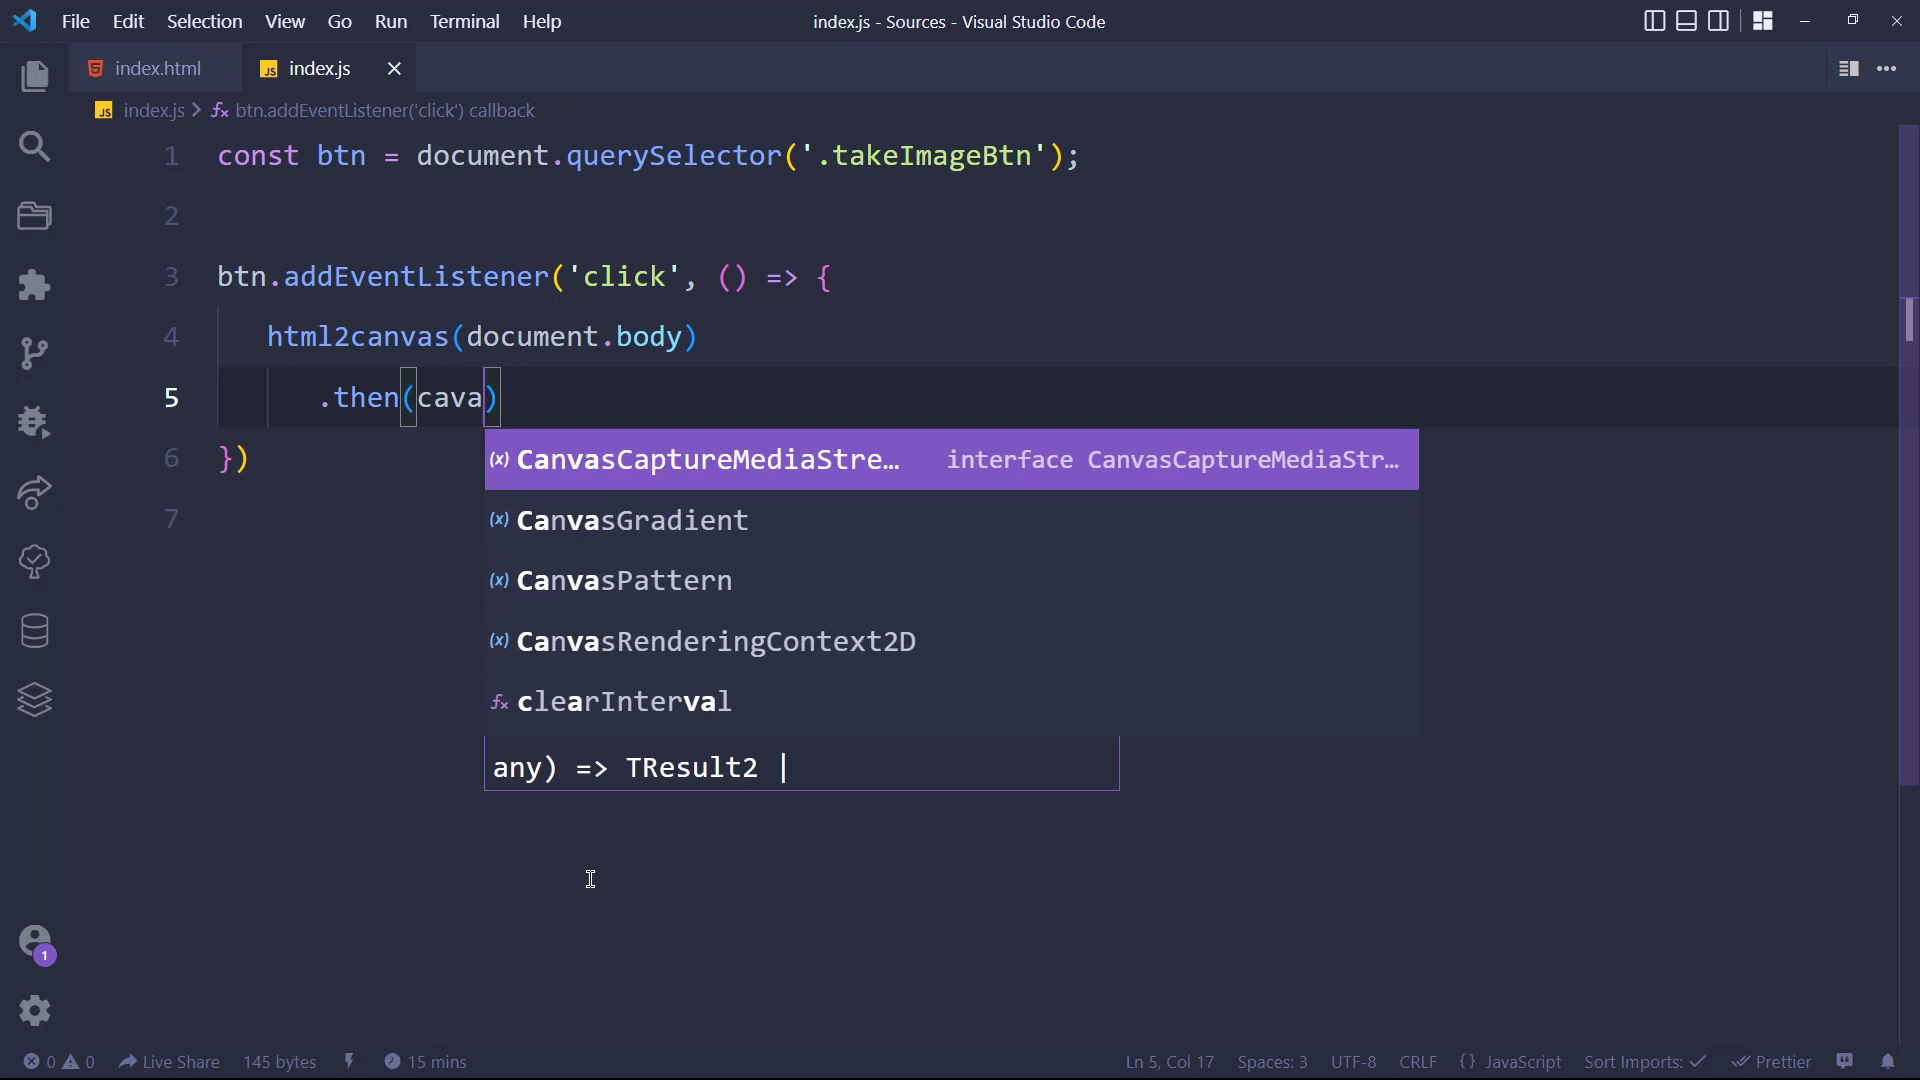 File Edit Selection View Go Run Terminal Help
index.js - Sources - Visual Studio Code
index.html
JS index.js
JS index.js > btn.addEventListener('click') callback
1 const btn = document.querySelector('.takeImageBtn');
2
3 btn.addEventListener('click', () => {
4 html2canvas(document.body)
5 .then(cava)
6 })
7
CanvasCaptureMediaStre… interface CanvasCaptureMediaStr…
CanvasGradient
CanvasPattern
CanvasRenderingContext2D
clearInterval
any) => TResult2 |
1
0 0 Live Share 145 bytes 15 mins
Ln 5, Col 17 Spaces: 3 UTF-8 CRLF {} JavaScript Sort Imports: Prettier